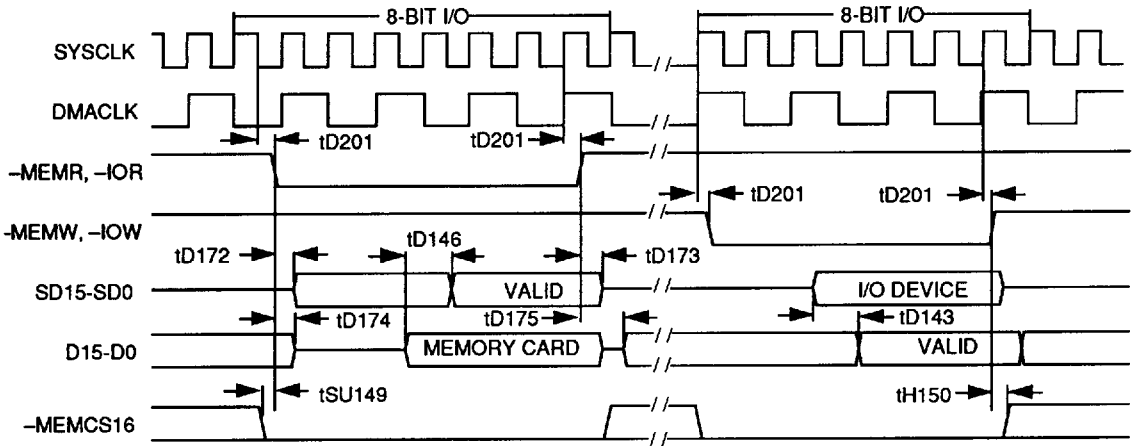 8-BIT I/O 8-BIT I/O
SYSCLK
DMACLK
tD201 tD201
–MEMR, –IOR
tD201 tD201
-MEMW, –IOW
tD172 tD146 tD173
SD15-SD0 VALID I/O DEVICE
tD174 tD175 tD143
D15-D0 MEMORY CARD VALID
tSU149 tH150
–MEMCS16